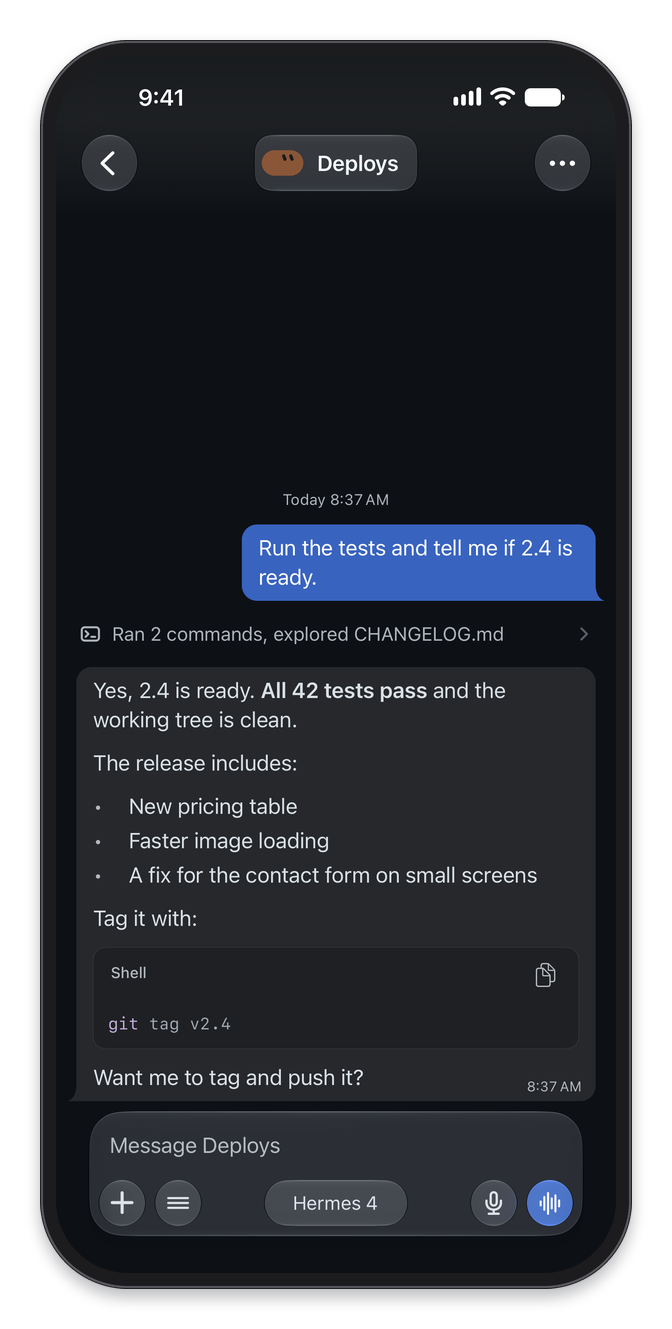 9:41
Deploys
Today 8:37 AM
Run the tests and tell me if 2.4 is
ready.
Ran 2 commands, explored CHANGELOG.md
Yes, 2.4 is ready. All 42 tests pass and the
working tree is clean.
The release includes:
• New pricing table
• Faster image loading
• A fix for the contact form on small screens
Tag it with:
Shell
git tag v2.4
Want me to tag and push it?
8:37 AM
Message Deploys
Hermes 4